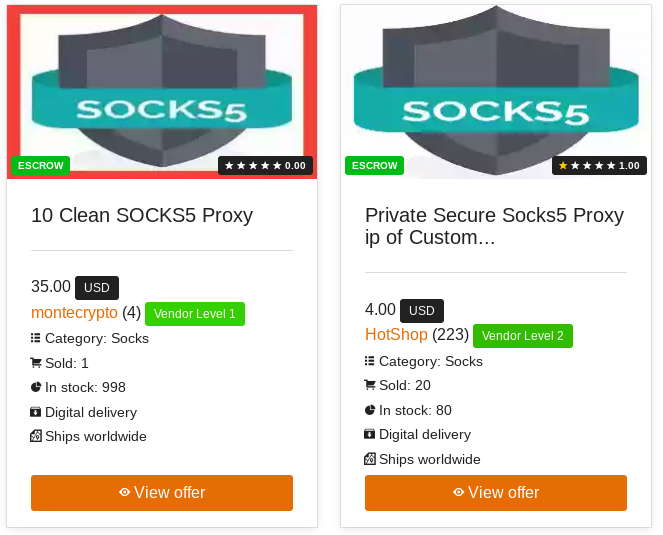 SOCKS5
ESCROW
0.00
10 Clean SOCKS5 Proxy
35.00 USD
montecrypto (4) Vendor Level 1
Category: Socks
Sold: 1
In stock: 998
Digital delivery
Ships worldwide
View offer
SOCKS5
ESCROW
1.00
Private Secure Socks5 Proxy
ip of Custom...
4.00 USD
HotShop (223) Vendor Level 2
Category: Socks
Sold: 20
In stock: 80
Digital delivery
Ships worldwide
View offer